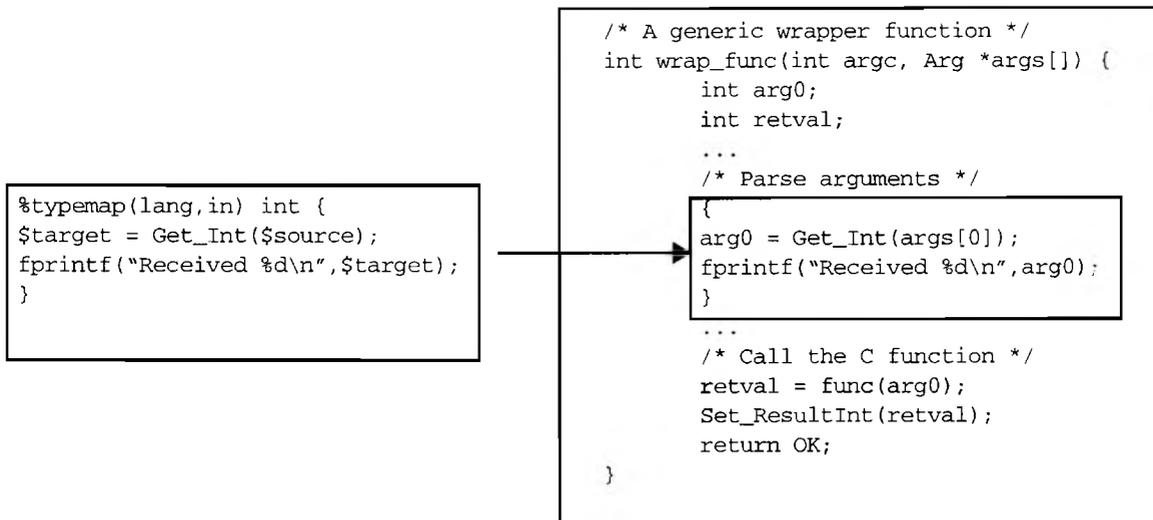 %typemap(lang,in) int {
$target = Get_Int($source);
fprintf("Received %d\n",$target);
}
/* A generic wrapper function */
int wrap_func(int argc, Arg *args[]) {
int arg0;
int retval;
...
/* Parse arguments */
{
arg0 = Get_Int(args[0]);
fprintf("Received %d\n",arg0);
}
...
/* Call the C function */
retval = func(arg0);
Set_ResultInt(retval);
return OK;
}